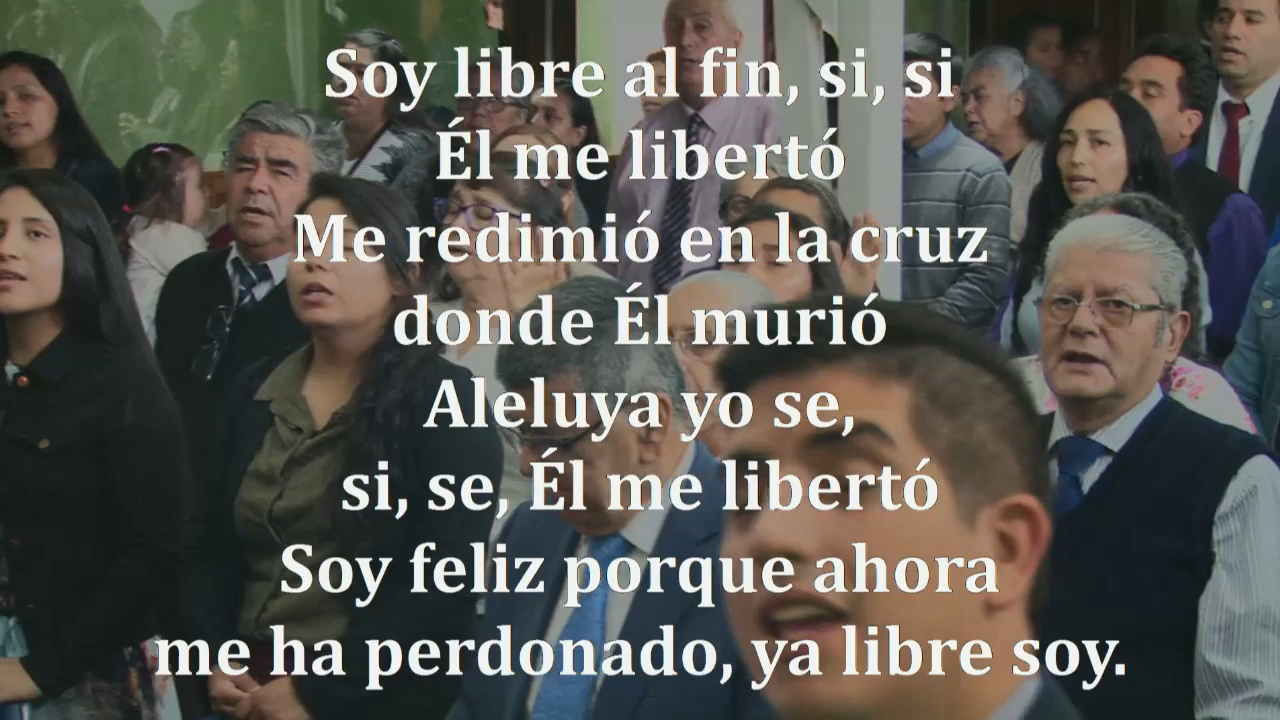 Soy libre al fin, si, si
Él me libertó
Me redimió en la cruz
donde Él murió
Aleluya yo se,
si, se, Él me libertó
Soy feliz porque ahora
me ha perdonado, ya libre soy.